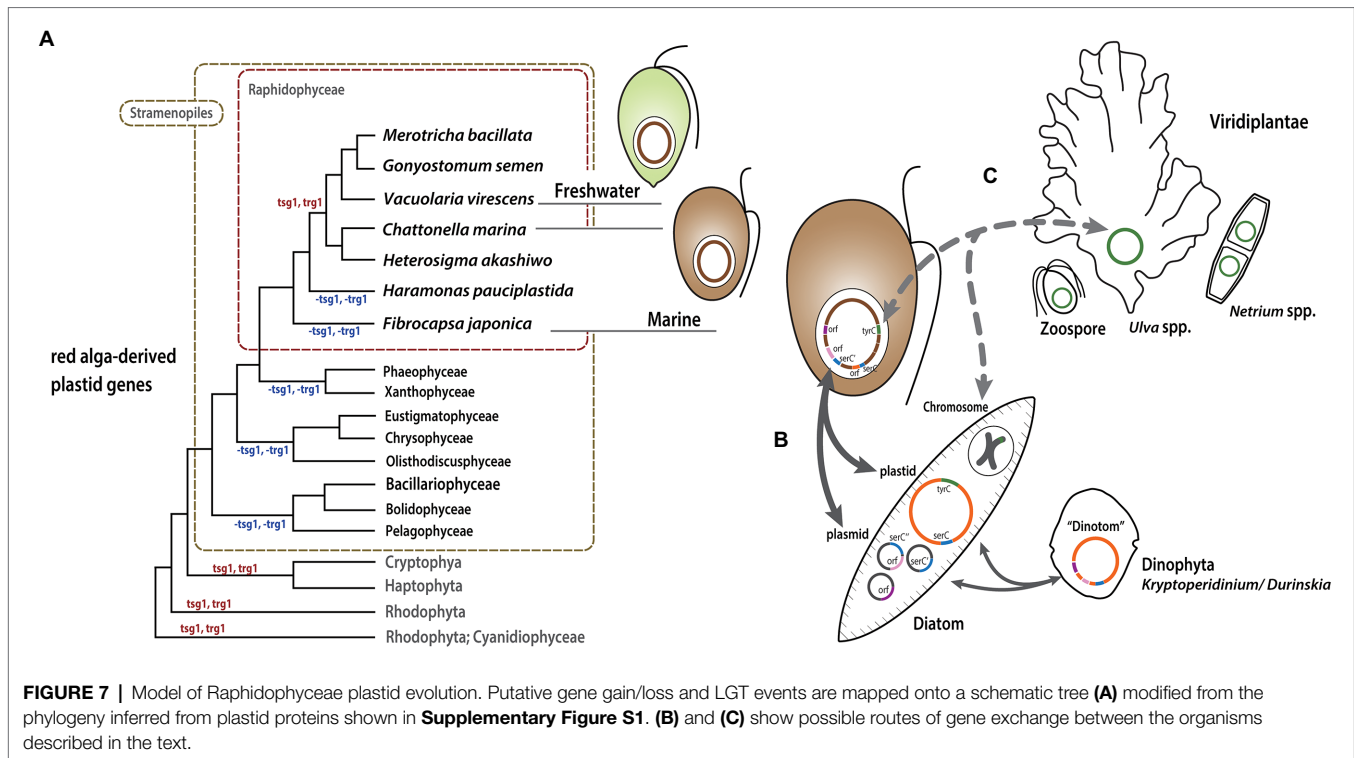 A
Stramenopiles
Raphidophyceae
Merotricha bacillata
Gonyostomum semen
Vacuolaria virescens
Freshwater
tsg1, trg1
Chattonella marina
Heterosigma akashiwo
Haramonas pauciplastida
-tsg1, -trg1
Fibrocapsa japonica
-tsg1, -trg1
Marine
red alga-derived
plastid genes
Phaeophyceae
Xanthophyceae
-tsg1, -trg1
Eustigmatophyceae
Chrysophyceae
-tsg1, -trg1
Olisthodiscusphyceae
Bacillariophyceae
Bolidophyceae
-tsg1, -trg1
Pelagophyceae
Cryptophya
tsg1, trg1
Haptophyta
tsg1, trg1
Rhodophyta
tsg1, trg1
Rhodophyta; Cyanidiophyceae
C
Viridiplantae
Zoospore
Ulva spp.
Netrium spp.
orf
tyrC
orf
serC'
orf
serC
B
Chromosome
plastid
tyrC
serC
plasmid
serC"
orf
serC'
orf
Diatom
"Dinotom"
Dinophyta
Kryptoperidinium/ Durinskia
FIGURE 7 | Model of Raphidophyceae plastid evolution. Putative gene gain/loss and LGT events are mapped onto a schematic tree (A) modified from the
phylogeny inferred from plastid proteins shown in Supplementary Figure S1. (B) and (C) show possible routes of gene exchange between the organisms
described in the text.